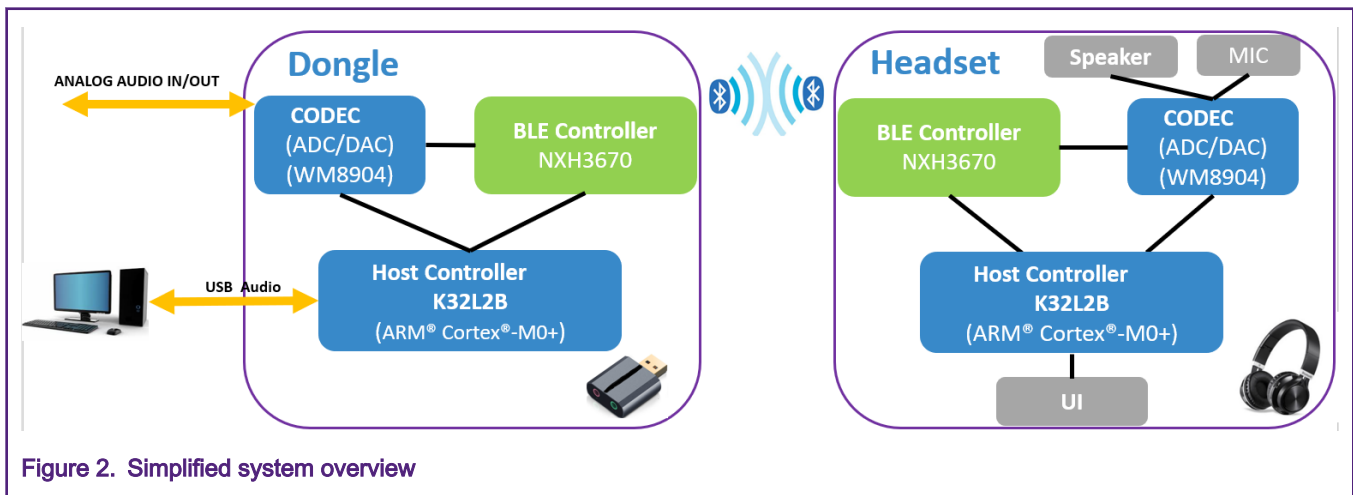 Dongle
ANALOG AUDIO IN/OUT
CODEC
(ADC/DAC)
(WM8904)
BLE Controller
NXH3670
Host Controller
K32L2B
(ARM® Cortex®-M0+)
USB Audio
Headset
Speaker
MIC
BLE Controller
NXH3670
CODEC
(ADC/DAC)
(WM8904)
Host Controller
K32L2B
(ARM® Cortex®-M0+)
UI
Figure 2. Simplified system overview